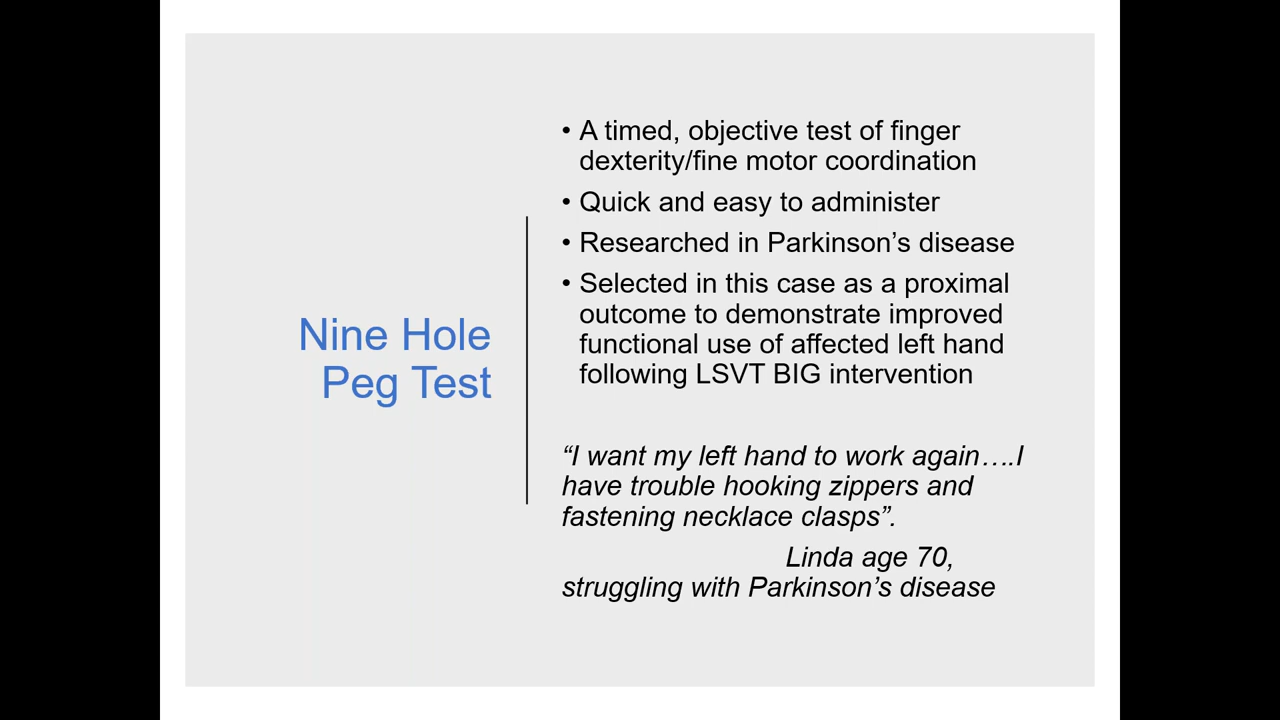 Nine Hole
Peg Test
• A timed, objective test of finger
dexterity/fine motor coordination
• Quick and easy to administer
• Researched in Parkinson’s disease
• Selected in this case as a proximal
outcome to demonstrate improved
functional use of affected left hand
following LSVT BIG intervention
“I want my left hand to work again….I
have trouble hooking zippers and
fastening necklace clasps”.
Linda age 70,
struggling with Parkinson’s disease